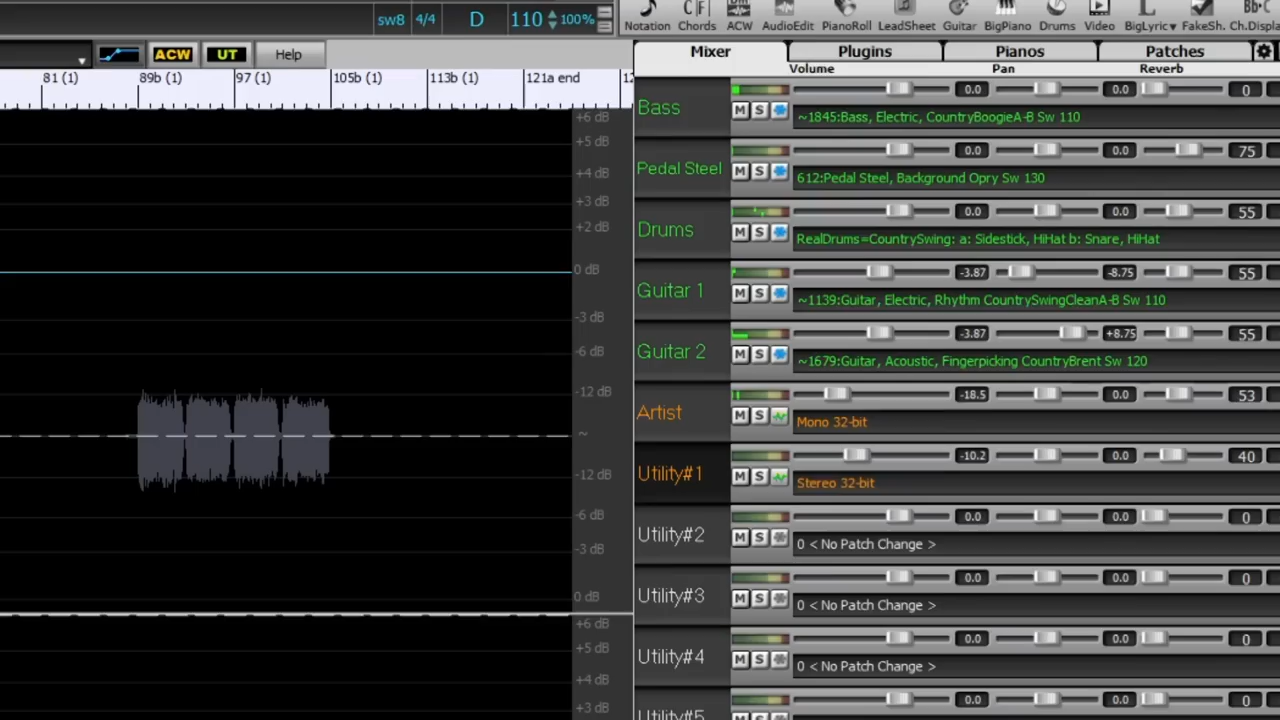 sw8 4/4 D 110 100%
Notation Chords ACW AudioEdit PianoRoll LeadSheet Guitar BigPiano Drums Video BigLyric FakeSh. Ch.Displa
ACW UT Help
Mixer Plugins Pianos Patches
Volume Pan Reverb
81 (1) 89b (1) 97 (1) 105b (1) 113b (1) 121a end
+6 dB
+5 dB
+4 dB
+3 dB
+2 dB
0 dB
-3 dB
-6 dB
-12 dB
~
-12 dB
-6 dB
-3 dB
0 dB
+6 dB
+5 dB
+4 dB
+3 dB
Bass M S 0.0 0.0 0
~1845:Bass, Electric, CountryBoogieA-B Sw 110
Pedal Steel M S 0.0 0.0 75
612:Pedal Steel, Background Opry Sw 130
Drums M S 0.0 0.0 55
RealDrums=CountrySwing: a: Sidestick, HiHat b: Snare, HiHat
Guitar 1 M S -3.87 -8.75 55
~1139:Guitar, Electric, Rhythm CountrySwingCleanA-B Sw 110
Guitar 2 M S -3.87 +8.75 55
~1679:Guitar, Acoustic, Fingerpicking CountryBrent Sw 120
Artist M S -18.5 0.0 53
Mono 32-bit
Utility#1 M S -10.2 0.0 40
Stereo 32-bit
Utility#2 M S 0.0 0.0 0
0 < No Patch Change >
Utility#3 M S 0.0 0.0 0
0 < No Patch Change >
Utility#4 M S 0.0 0.0 0
0 < No Patch Change >
Utility#5 M S 0.0 0.0 0